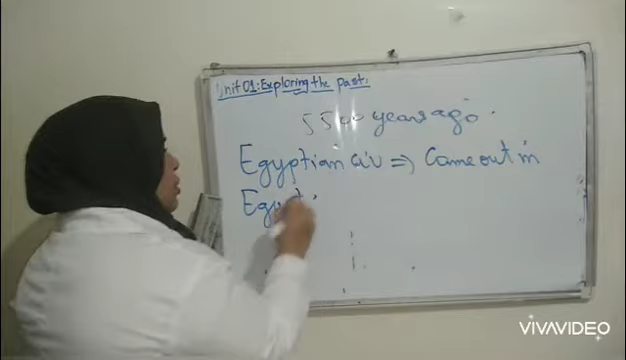 Unit 01: Exploring the past:
5500 years ago.
Egyptian civ => Came out in
Egypt.
VIVAVIDEO